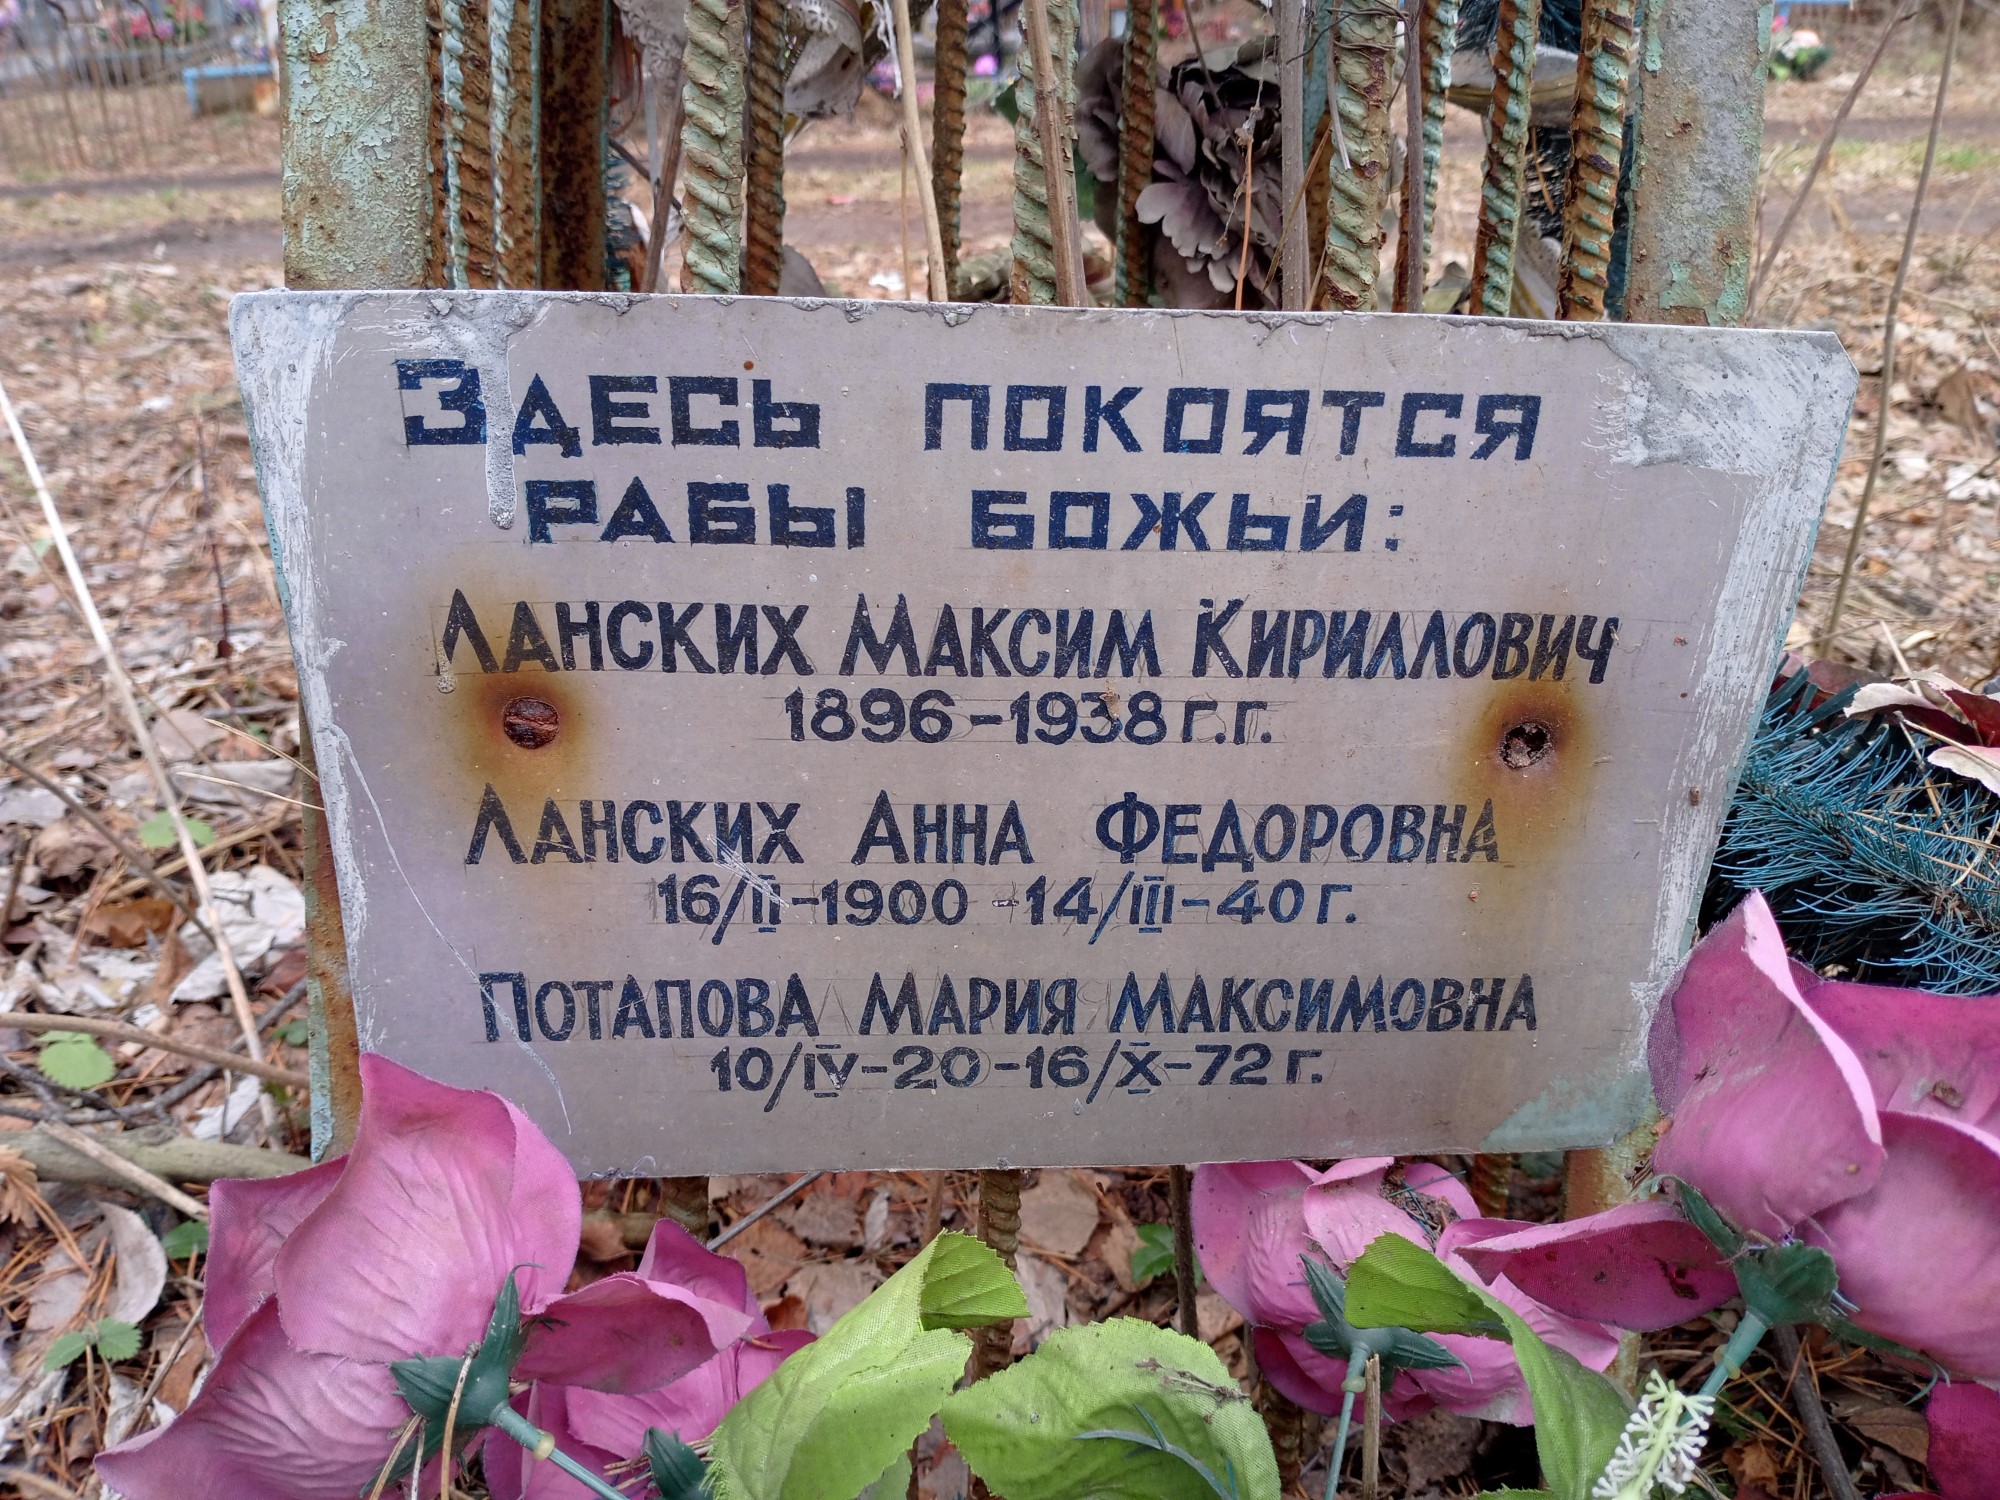 Здесь покоятся
рабы божьи:
Ланских Максим Кириллович
1896-1938 г.г.
Ланских Анна Федоровна
16/II-1900-14/III-40 г.
Потапова Мария Максимовна
10/IV-20-16/X-72 г.